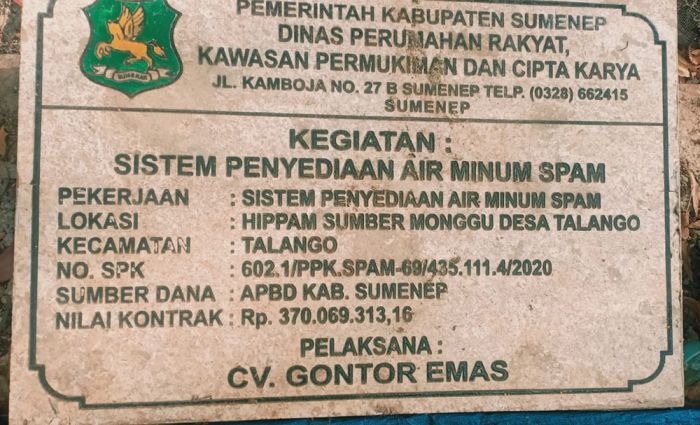 PEMERINTAH KABUPATEN SUMENEP
DINAS PERUMAHAN RAKYAT,
KAWASAN PERMUKIMAN DAN CIPTA KARYA
JL. KAMBOJA NO. 27 B SUMENEP TELP. (0328) 662415
SUMENEP
SUMEKAR
KEGIATAN :
SISTEM PENYEDIAAN AIR MINUM SPAM
PEKERJAAN : SISTEM PENYEDIAAN AIR MINUM SPAM
LOKASI : HIPPAM SUMBER MONGGU DESA TALANGO
KECAMATAN : TALANGO
NO. SPK : 602.1/PPK.SPAM-69/435.111.4/2020
SUMBER DANA : APBD KAB. SUMENEP
NILAI KONTRAK : Rp. 370.069.313,16
PELAKSANA :
CV. GONTOR EMAS